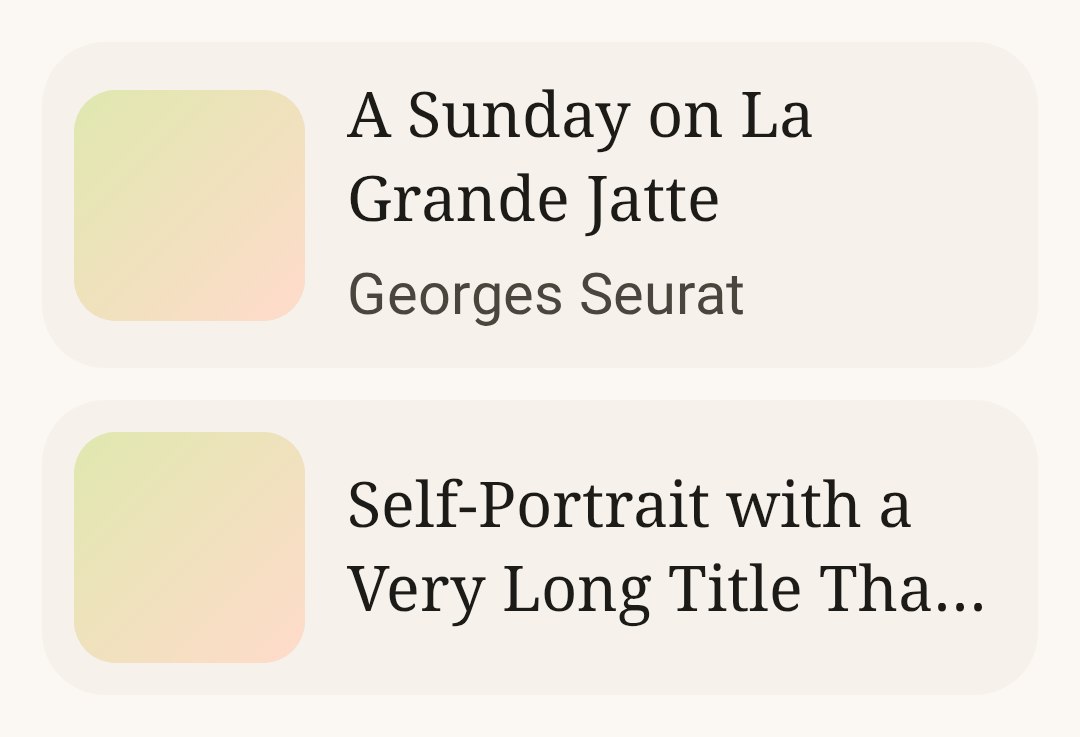 A Sunday on La
Grande Jatte
Georges Seurat
Self-Portrait with a
Very Long Title Tha…